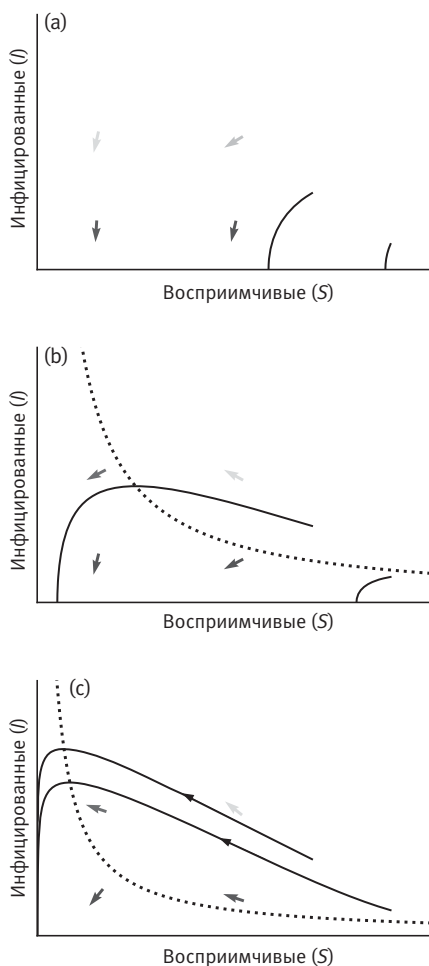 (a)
Инфицированные (I)
Восприимчивые (S)
(b)
Инфицированные (I)
Восприимчивые (S)
(c)
Инфицированные (I)
Восприимчивые (S)